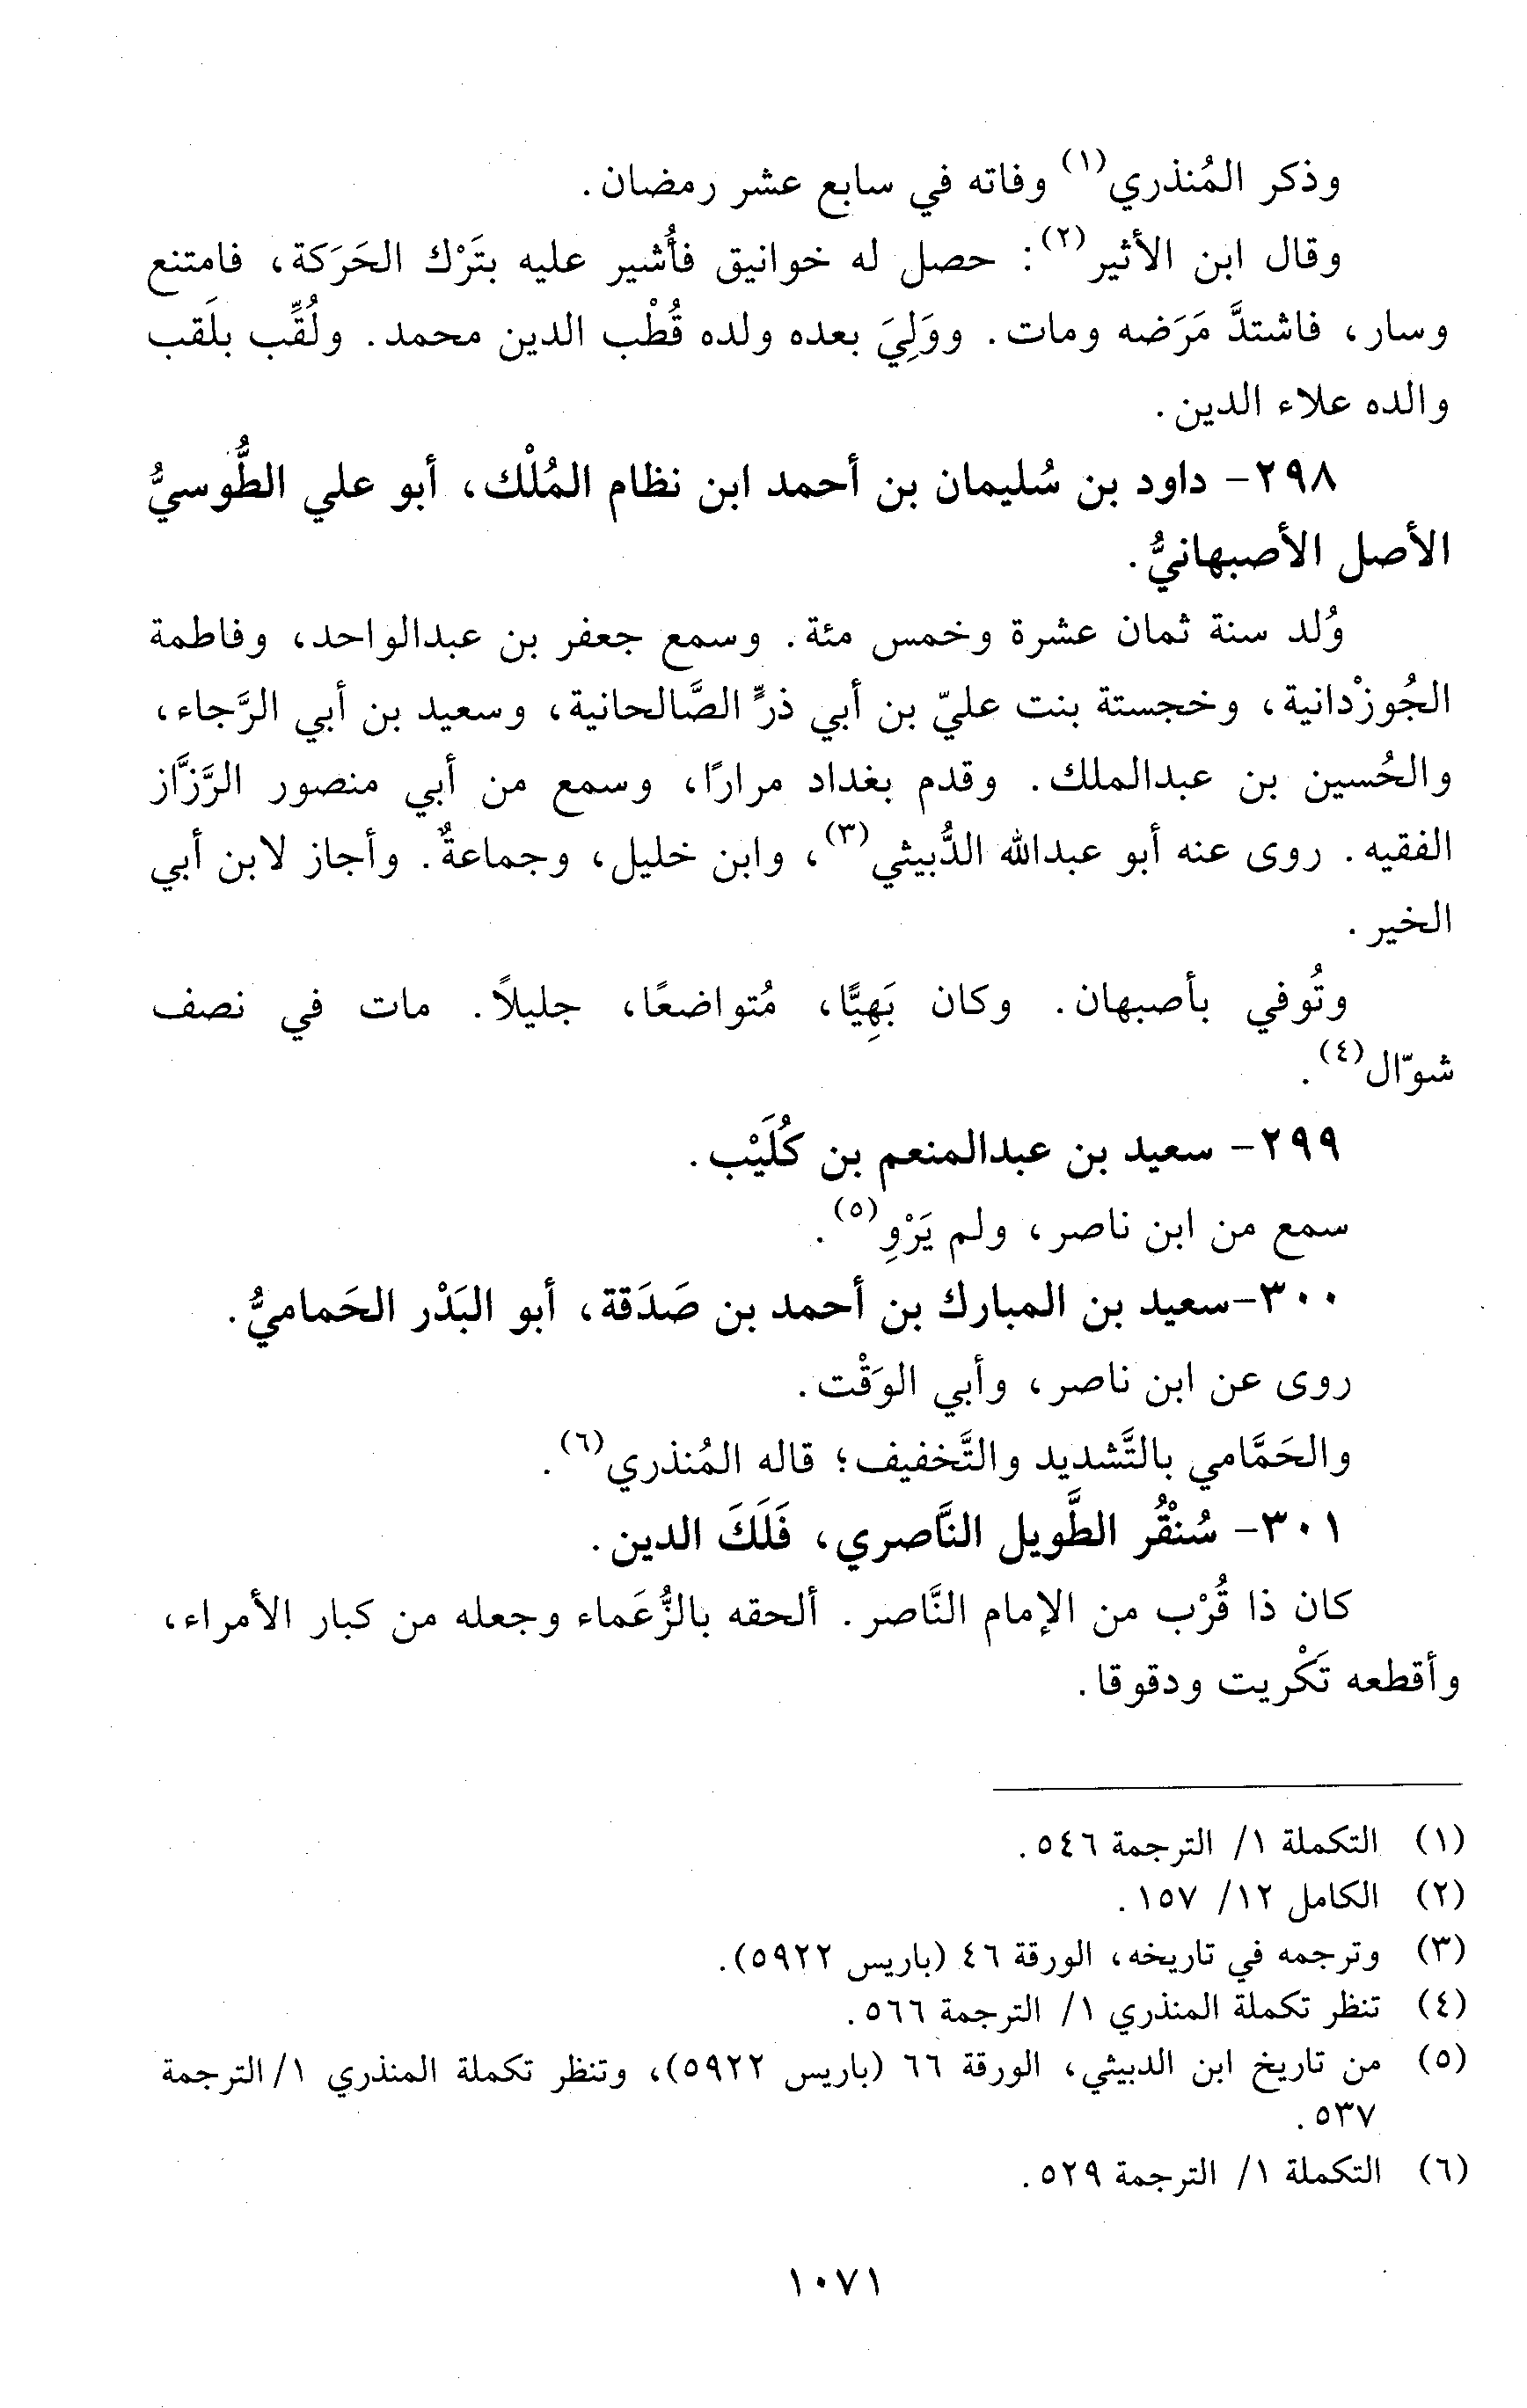 وذكر المُنذري(١) وفاته في سابع عشر رمضان.
وقال ابن الأثير(٢): حصل له خوانيق فأُشير عليه بتَرْك الحَرَكة، فامتنع
وسار، فاشتدَّ مَرَضه ومات. ووَلِيَ بعده ولده قُطْب الدين محمد. ولُقِّب بلَقب
والده علاء الدين.
٢٩٨- داود بن سُليمان بن أحمد ابن نظام المُلْك، أبو علي الطُّوسيُّ
الأصل الأصبهانيُّ.
وُلد سنة ثمان عشرة وخمس مئة. وسمع جعفر بن عبدالواحد، وفاطمة
الجُوزْدانية، وخجستة بنت عليّ بن أبي ذرٍّ الصَّالحانية، وسعيد بن أبي الرَّجاء،
والحُسين بن عبدالملك. وقدم بغداد مرارًا، وسمع من أبي منصور الرَّزَّاز
الفقيه. روى عنه أبو عبدالله الدُّبيثي(٣)، وابن خليل، وجماعةٌ. وأجاز لابن أبي
الخير.
وتُوفي بأصبهان. وكان بَهِيًّا، مُتواضعًا، جليلاً. مات في نصف
شوّال(٤).
٢٩٩- سعيد بن عبدالمنعم بن كُلَيْب.
سمع من ابن ناصر، ولم يَرْوِ(٥).
٣٠٠-سعيد بن المبارك بن أحمد بن صَدَقة، أبو البَدْر الحَماميُّ.
روى عن ابن ناصر، وأبي الوَقْت.
والحَمَّامي بالتَّشديد والتَّخفيف؛ قاله المُنذري(٦).
٣٠١- سُنْقُر الطَّويل النَّاصري، فَلَكَ الدين.
كان ذا قُرْب من الإمام النَّاصر. ألحقه بالزُّعَماء وجعله من كبار الأمراء،
وأقطعه تَكْريت ودقوقا.
(١) التكملة ١/ الترجمة ٥٤٦.
(٢) الكامل ١٢/ ١٥٧.
(٣) وترجمه في تاريخه، الورقة ٤٦ (باريس ٥٩٢٢).
(٤) تنظر تكملة المنذري ١/ الترجمة ٥٦٦.
(٥) من تاريخ ابن الدبيثي، الورقة ٦٦ (باريس ٥٩٢٢)، وتنظر تكملة المنذري ١/ الترجمة
٥٣٧.
(٦) التكملة ١/ الترجمة ٥٢٩.
١٠٧١